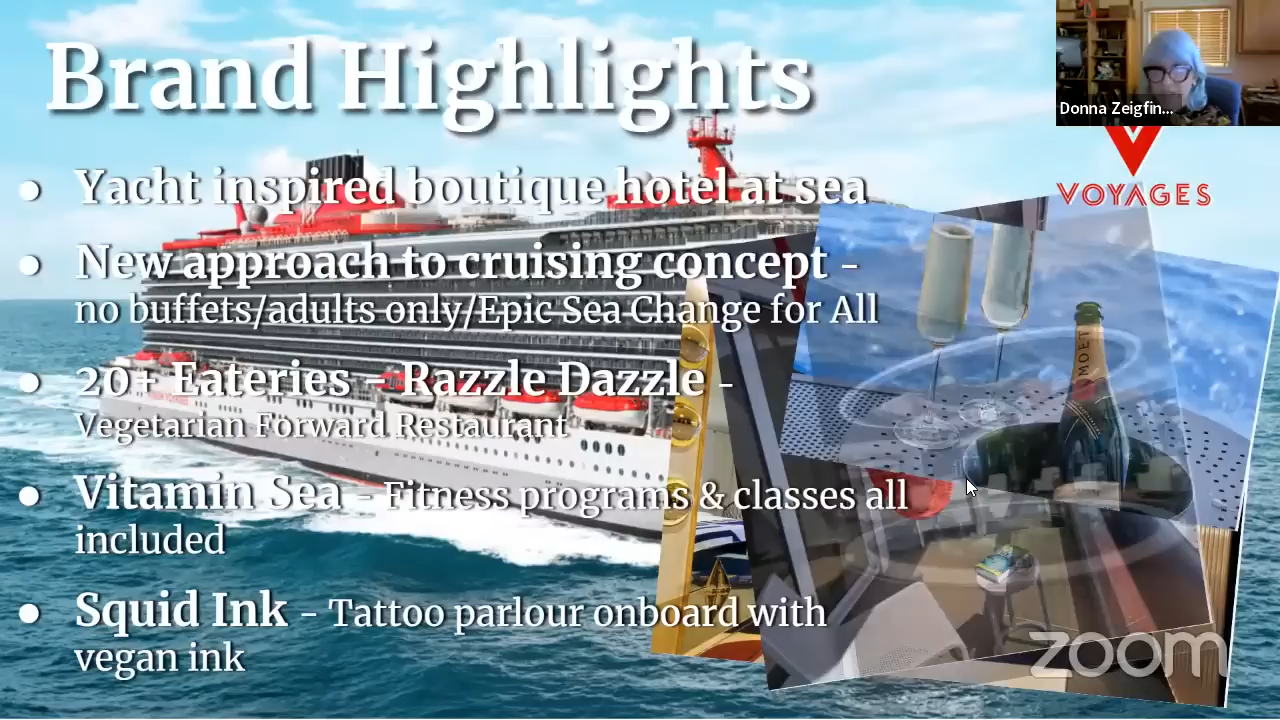 Brand Highlights
Donna Zeigfin...
VOYAGES
● Yacht inspired boutique hotel at sea
● New approach to cruising concept -
no buffets/adults only/Epic Sea Change for All
● 20+ Eateries - Razzle Dazzle -
Vegetarian Forward Restaurant
● Vitamin Sea - Fitness programs & classes all
included
● Squid Ink - Tattoo parlour onboard with
vegan ink
MOET
zoom